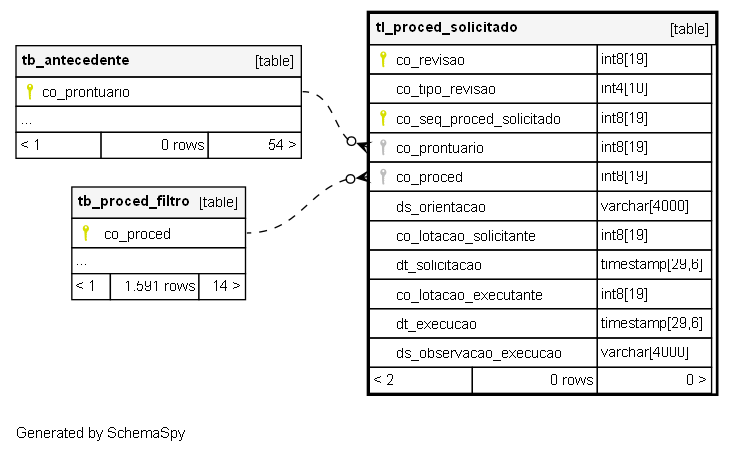 tb_antecedente [table]
co_prontuario
...
< 1 0 rows 54 >
tb_proced_filtro [table]
co_proced
...
< 1 1.591 rows 14 >
tl_proced_solicitado [table]
co_revisao int8[19]
co_tipo_revisao int4[10]
co_seq_proced_solicitado int8[19]
co_prontuario int8[19]
co_proced int8[19]
ds_orientacao varchar[4000]
co_lotacao_solicitante int8[19]
dt_solicitacao timestamp[29,6]
co_lotacao_executante int8[19]
dt_execucao timestamp[29,6]
ds_observacao_execucao varchar[4000]
< 2 0 rows 0 >
Generated by SchemaSpy